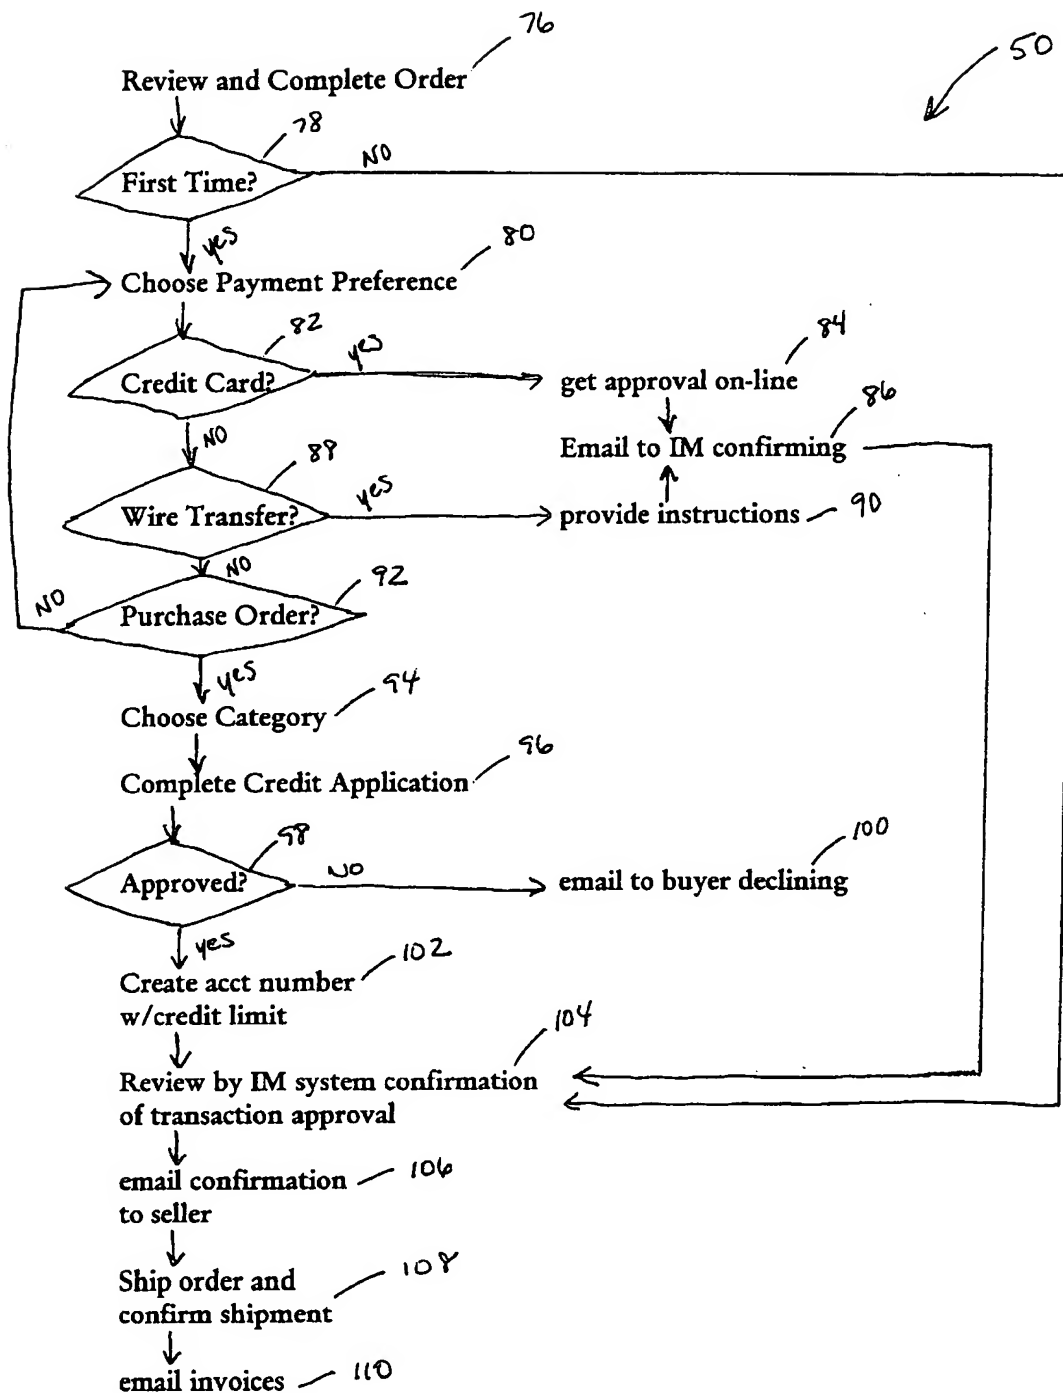 76
50
Review and Complete Order
78
NO
First Time?
yes
80
Choose Payment Preference
82
yes
84
Credit Card?
get approval on-line
86
NO
Email to IM confirming
88
yes
Wire Transfer?
provide instructions
90
NO
92
NO
Purchase Order?
yes
94
Choose Category
96
Complete Credit Application
98
100
NO
Approved?
email to buyer declining
yes
102
Create acct number
w/credit limit
104
Review by IM system confirmation
of transaction approval
email confirmation
106
to seller
Ship order and
108
confirm shipment
email invoices
110